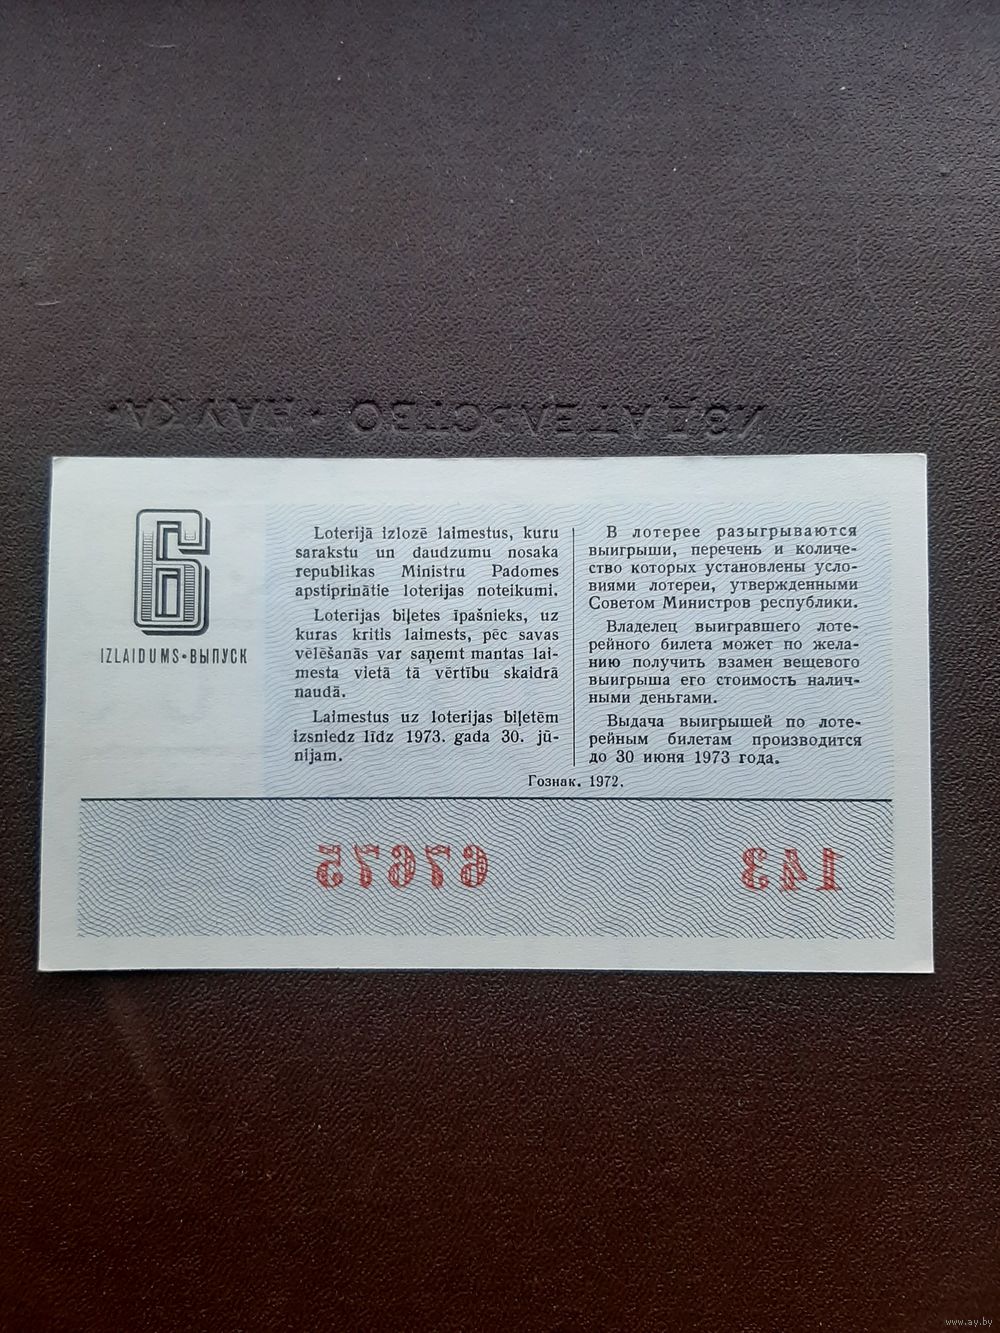 ИЗДАТЕЛЬСТВО «НАУКА»
6
IZLAIDUMS•ВЫПУСК
Loterijā izlozē laimestus, kuru
sarakstu un daudzumu nosaka
republikas Ministru Padomes
apstiprinātie loterijas noteikumi.
Loterijas biļetes īpašnieks, uz
kuras kritis laimests, pēc savas
vēlēšanās var saņemt mantas lai-
mesta vietā tā vērtību skaidrā
naudā.
Laimestus uz loterijas biļetēm
izsniedz līdz 1973. gada 30. jū-
nijam.
В лотерее разыгрываются
выигрыши, перечень и количе-
ство которых установлены усло-
виями лотереи, утвержденными
Советом Министров республики.
Владелец выигравшего лоте-
рейного билета может по жела-
нию получить взамен вещевого
выигрыша его стоимость налич-
ными деньгами.
Выдача выигрышей по лоте-
рейным билетам производится
до 30 июня 1973 года.
Гознак. 1972.
67675
143
www.ay.by